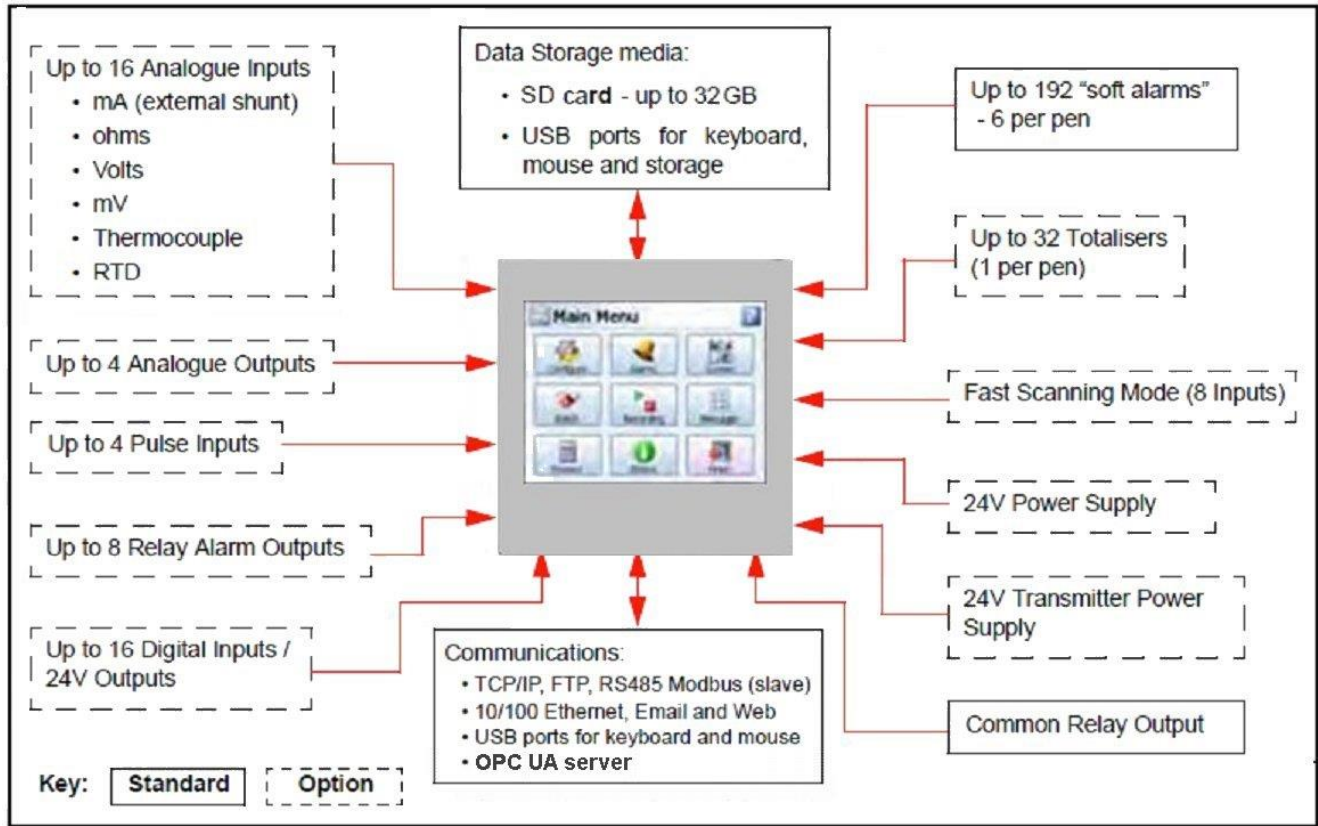 Up to 16 Analogue Inputs
• mA (external shunt)
• ohms
• Volts
• mV
• Thermocouple
• RTD
Up to 4 Analogue Outputs
Up to 4 Pulse Inputs
Up to 8 Relay Alarm Outputs
Up to 16 Digital Inputs /
24V Outputs
Data Storage media:
• SD card - up to 32GB
• USB ports for keyboard,
mouse and storage
Main Menu
Communications:
• TCP/IP, FTP, RS485 Modbus (slave)
• 10/100 Ethernet, Email and Web
• USB ports for keyboard and mouse
• OPC UA server
Up to 192 “soft alarms”
- 6 per pen
Up to 32 Totalisers
(1 per pen)
Fast Scanning Mode (8 Inputs)
24V Power Supply
24V Transmitter Power
Supply
Common Relay Output
Key: Standard Option